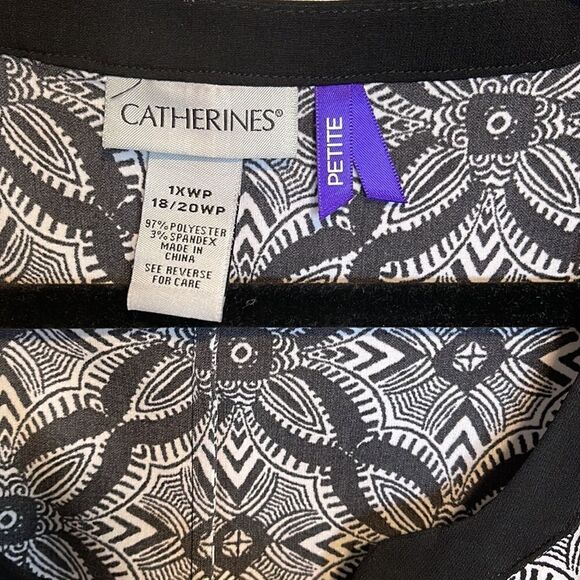 CATHERINES®
PETITE
1XWP
18/20WP
97% POLYESTER
3% SPANDEX
MADE IN
CHINA
SEE REVERSE
FOR CARE